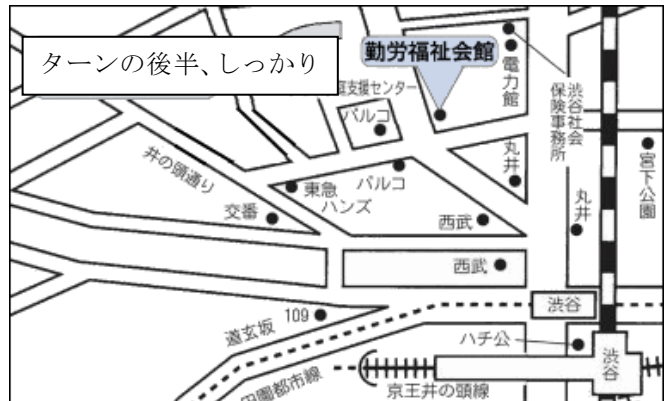 ターンの後半、しっかり
勤労福祉会館
電力館
渋谷社会
保険事務所
庭支援センター
パルコ
丸井
宮下公園
井の頭通り
東急
ハンズ
パルコ
交番
西武
丸井
西武
渋谷
109
道玄坂
ハチ公
渋谷
田園都市線
京王井の頭線